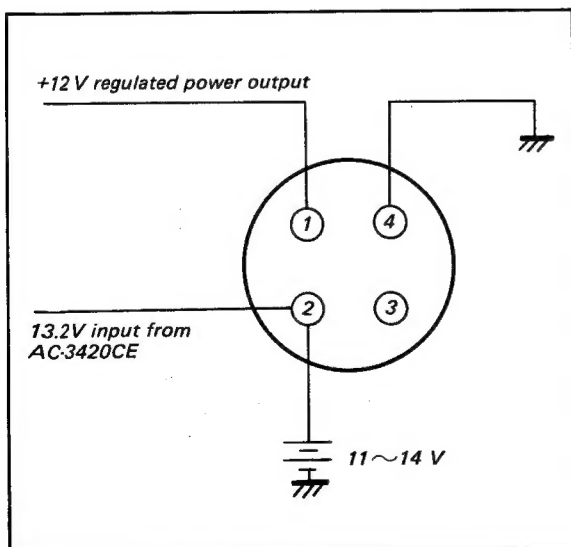 +12 V regulated power output
1 4
2 3
13.2V input from
AC-3420CE
11〜14 V